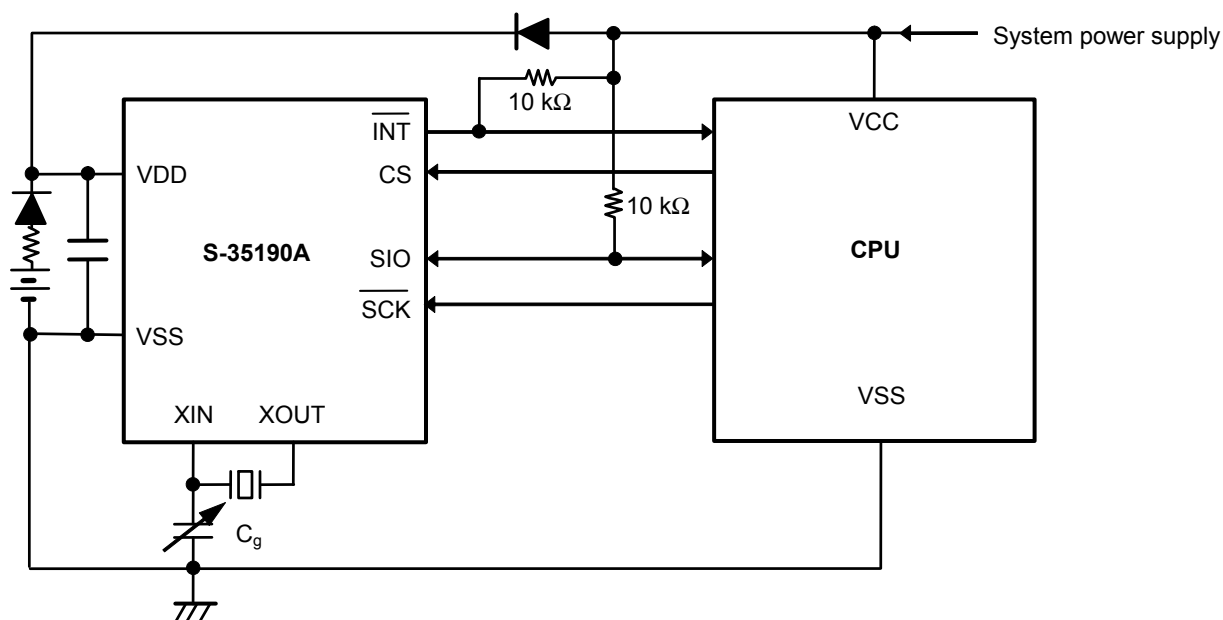 System power supply
10 kΩ
INT
VCC
VDD
CS
10 kΩ
S-35190A
SIO
CPU
SCK
VSS
VSS
XIN XOUT
Cg